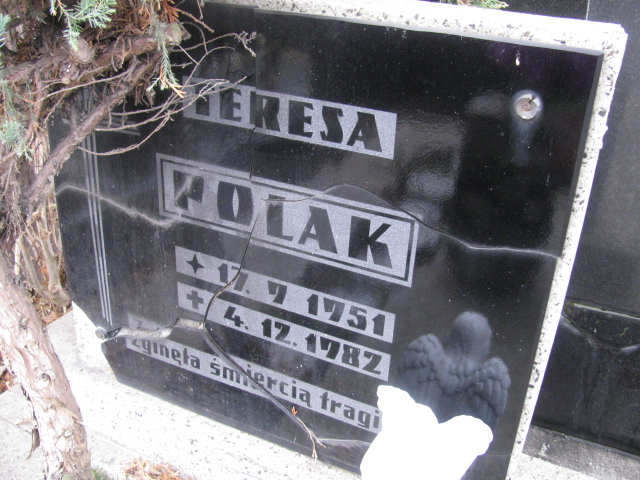 TERESA
POLAK
✦ 17. 9 1951
✝ 4. 12. 1982
zginęła śmiercią tragi